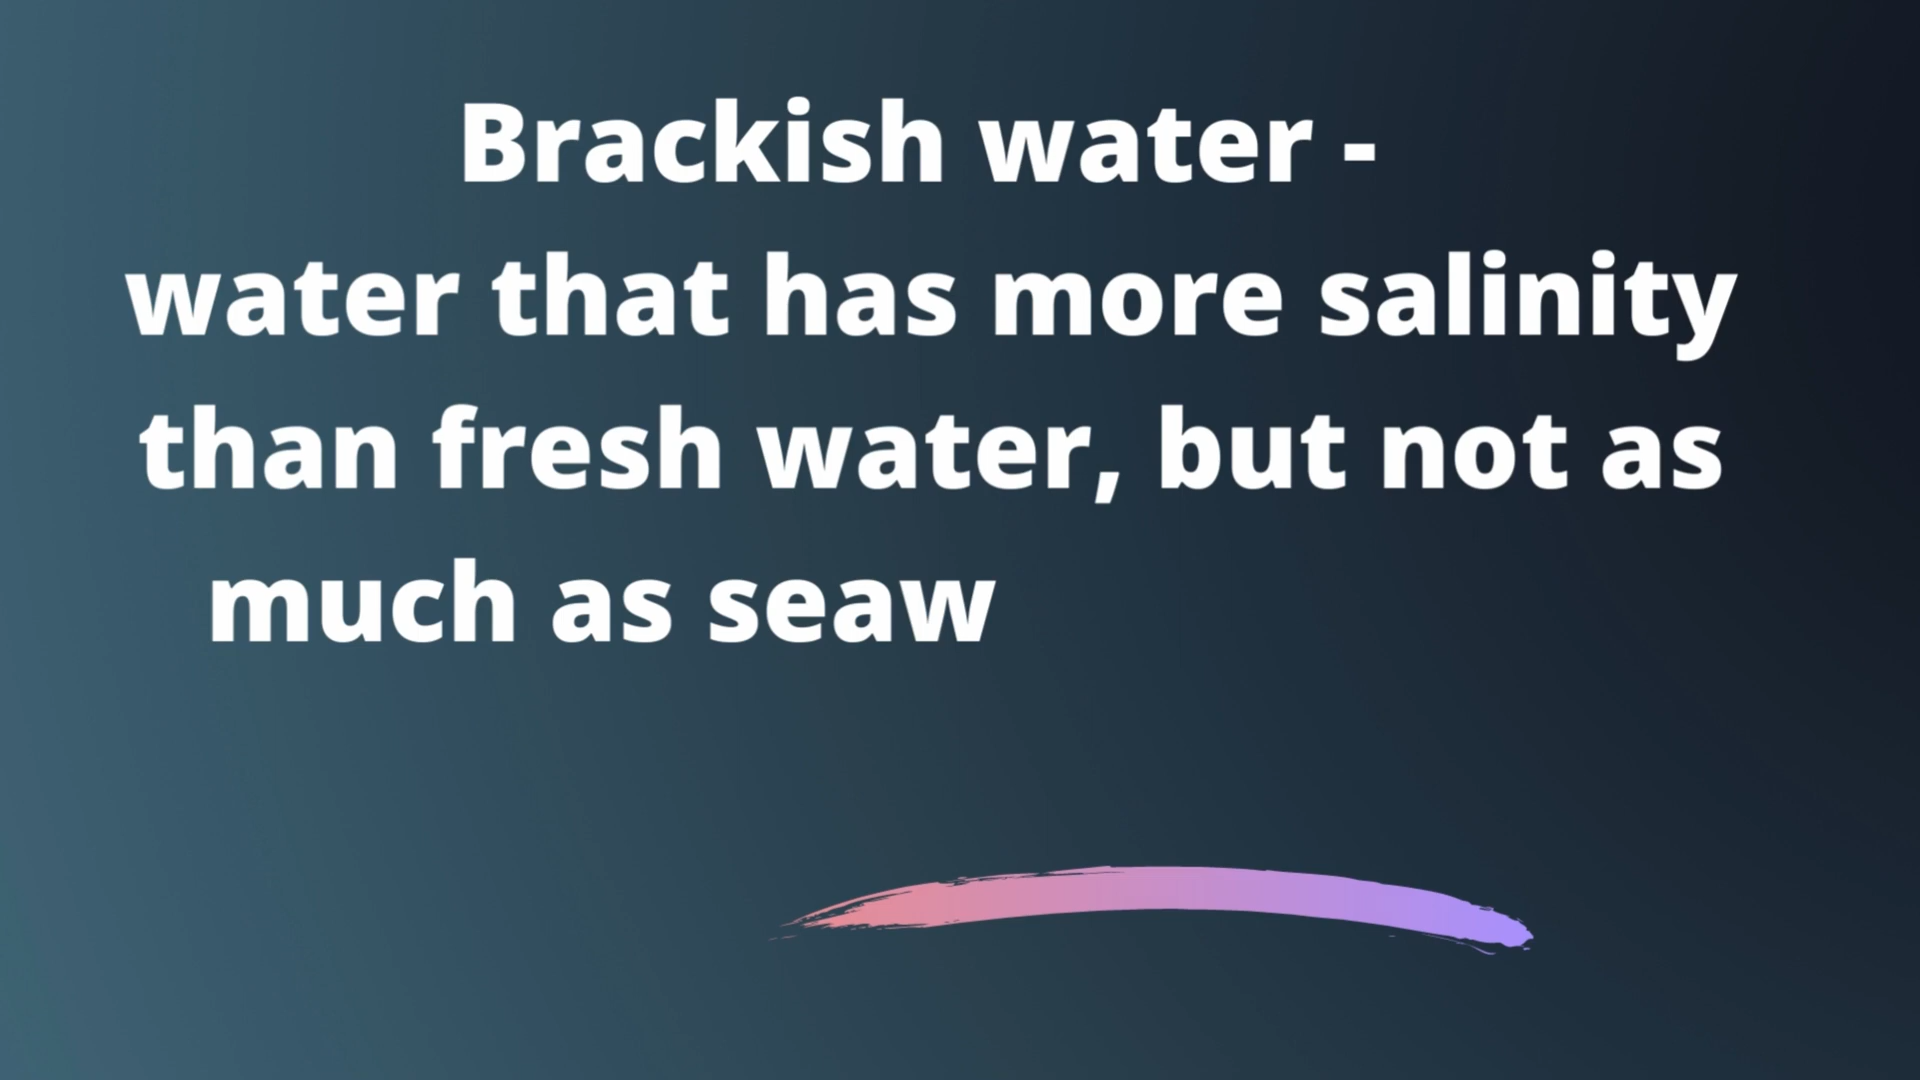 Brackish water -
water that has more salinity
than fresh water, but not as
much as seaw